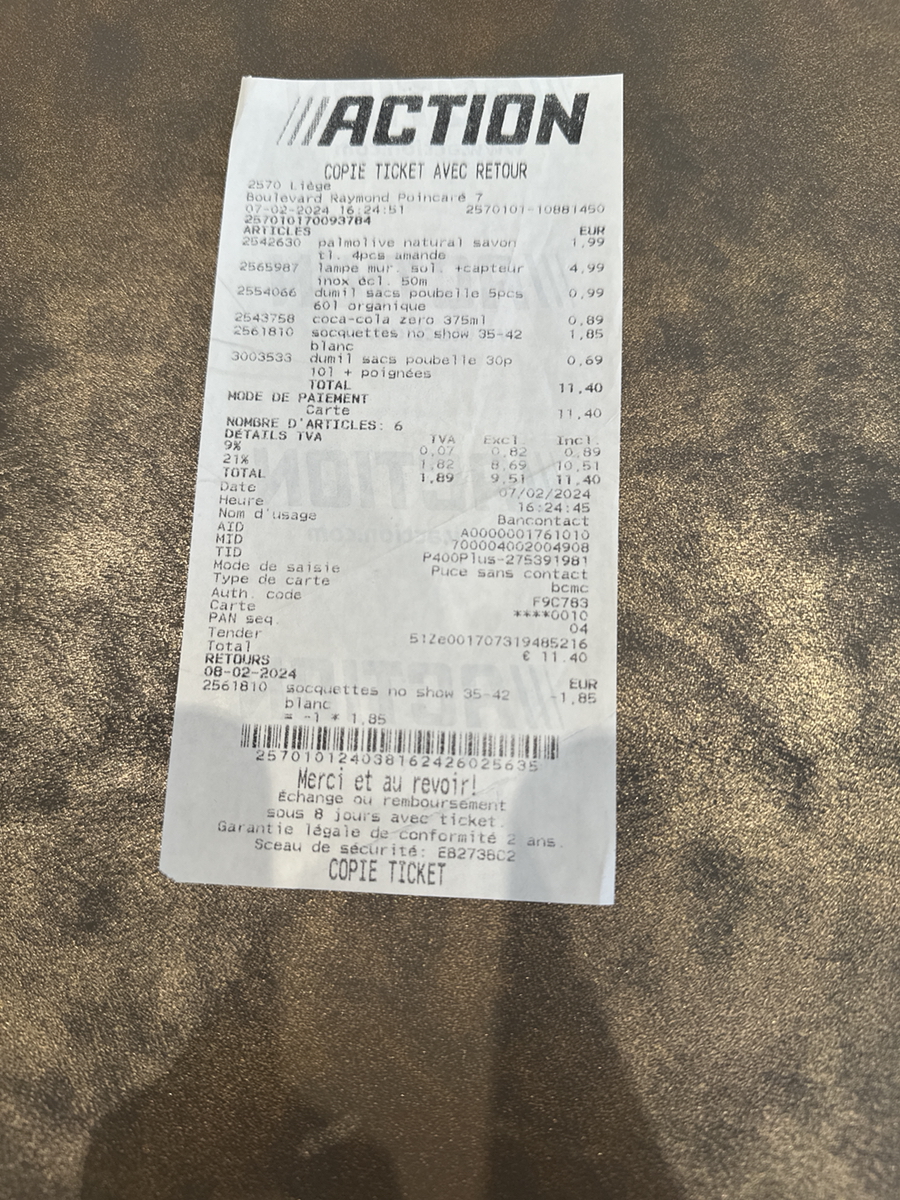 ACTION
COPIE TICKET AVEC RETOUR
2570 Liège
Boulevard Raymond Poincaré 7
07-02-2024 16:24:51 2570101-10881450
257010170093784
ARTICLES EUR
2542630 palmolive natural savon 1,99
tl. 4pcs amande
2565987 lampe mur. sol. +capteur 4,99
inox écl. 50m
2554066 dumil sacs poubelle 5pcs 0,99
60l organique
2543758 coca-cola zero 375ml 0,89
2561810 socquettes no show 35-42 1,85
blanc
3003533 dumil sacs poubelle 30p 0,69
10l + poignées
TOTAL 11,40
MODE DE PAIEMENT
Carte 11,40
NOMBRE D'ARTICLES: 6
DÉTAILS TVA TVA Excl. Incl.
9% 0,07 0,82 0,89
21% 1,82 8,69 10,51
TOTAL 1,89 9,51 11,40
Date 07/02/2024
Heure 16:24:45
Nom d'usage Bancontact
AID A0000001761010
MID 700004002004908
TID P400Plus-275391981
Mode de saisie Puce sans contact
Type de carte bcmc
Auth. code F9C783
Carte ****0010
PAN seq. 04
Tender 51Ze001707319485216
Total € 11.40
RETOURS
08-02-2024 EUR
2561810 socquettes no show 35-42 -1,85
blanc
= -1 * 1,85
257010124038162426025635
Merci et au revoir!
Échange ou remboursement
sous 8 jours avec ticket.
Garantie légale de conformité 2 ans.
Sceau de sécurité: E82736C2
COPIE TICKET